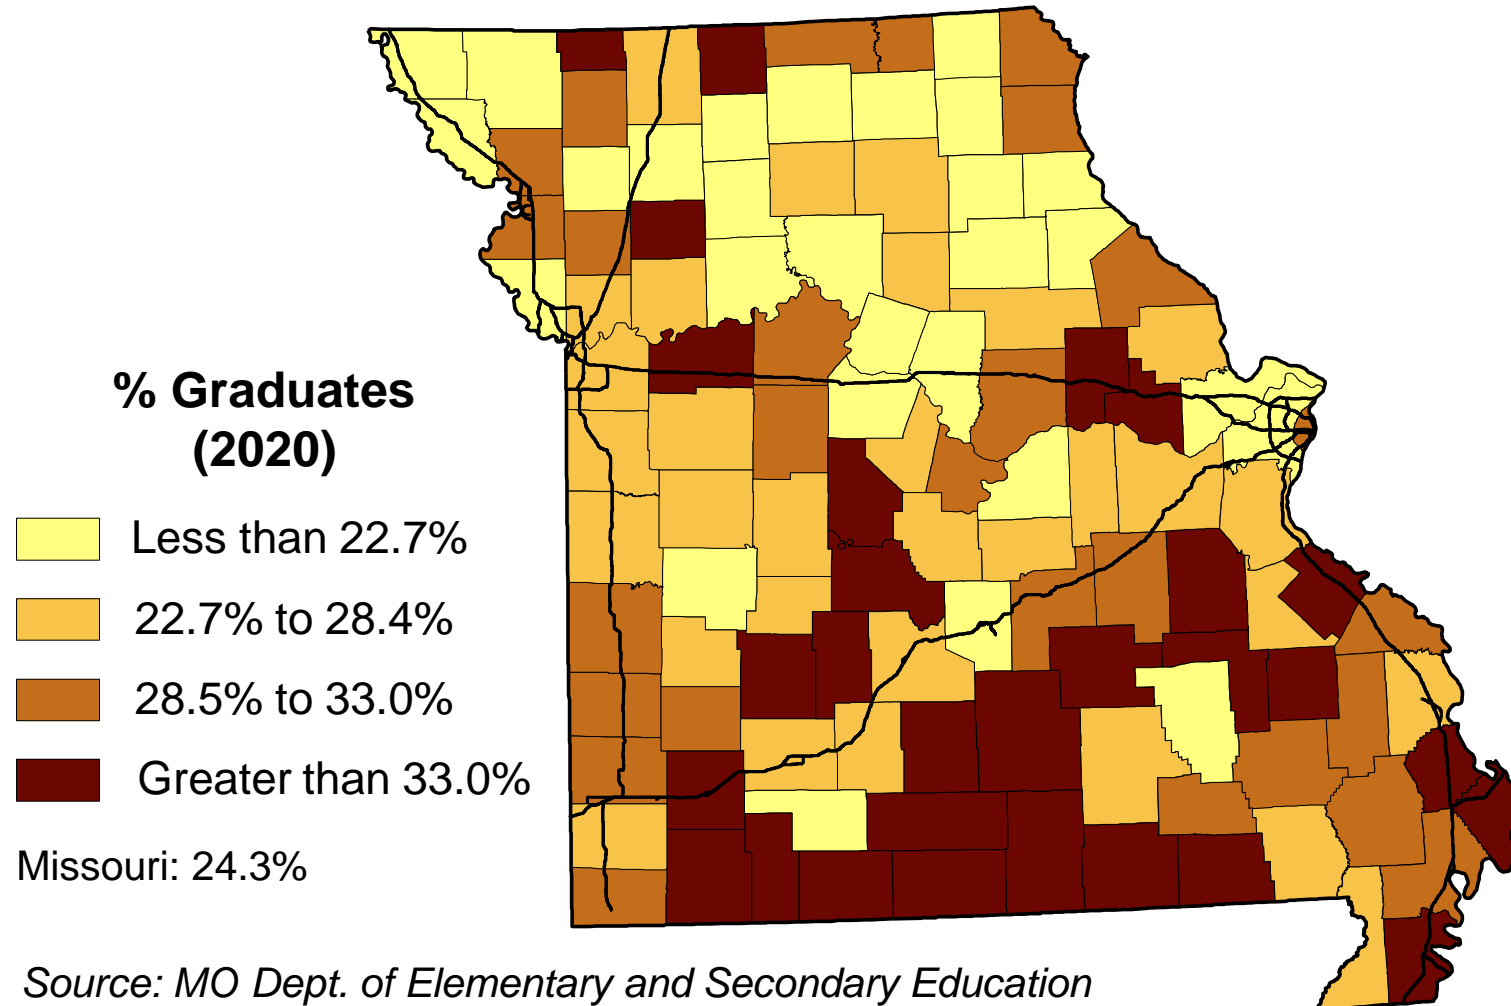 % Graduates
(2020)
Less than 22.7%
22.7% to 28.4%
28.5% to 33.0%
Greater than 33.0%
Missouri: 24.3%
Source: MO Dept. of Elementary and Secondary Education